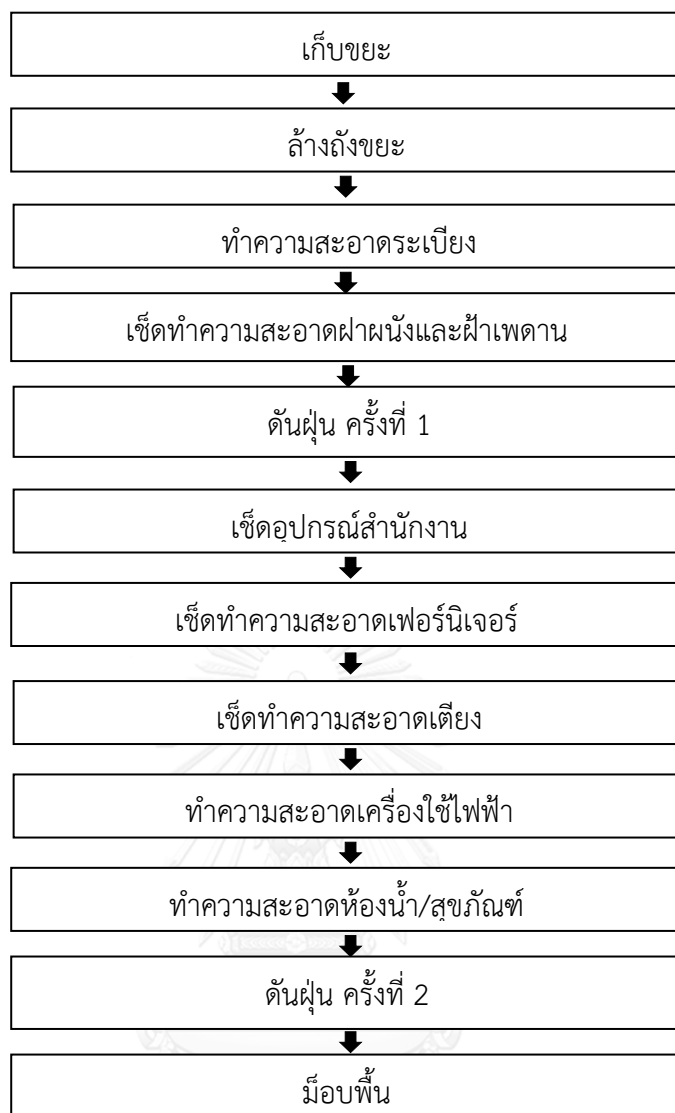 เก็บขยะ
ล้างถังขยะ
ทำความสะอาดระเบียง
เช็ดทำความสะอาดฝาผนังและฝ้าเพดาน
ดันฝุ่น ครั้งที่ 1
เช็ดอุปกรณ์สำนักงาน
เช็ดทำความสะอาดเฟอร์นิเจอร์
เช็ดทำความสะอาดเตียง
ทำความสะอาดเครื่องใช้ไฟฟ้า
ทำความสะอาดห้องน้ำ/สุขภัณฑ์
ดันฝุ่น ครั้งที่ 2
ม็อบพื้น